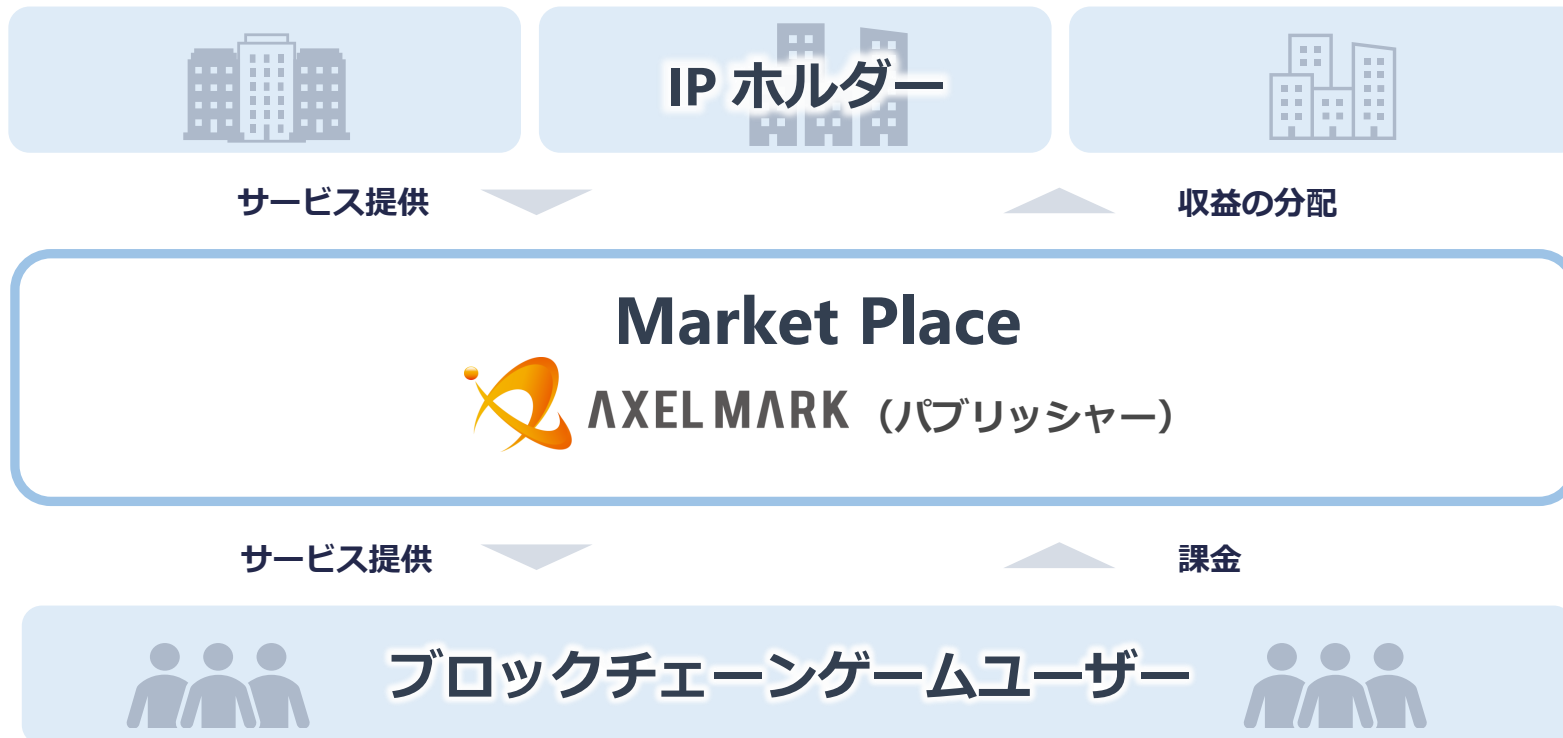 IP ホルダー
サービス提供
収益の分配
Market Place
AXEL MARK (パブリッシャー)
サービス提供
課金
ブロックチェーンゲームユーザー